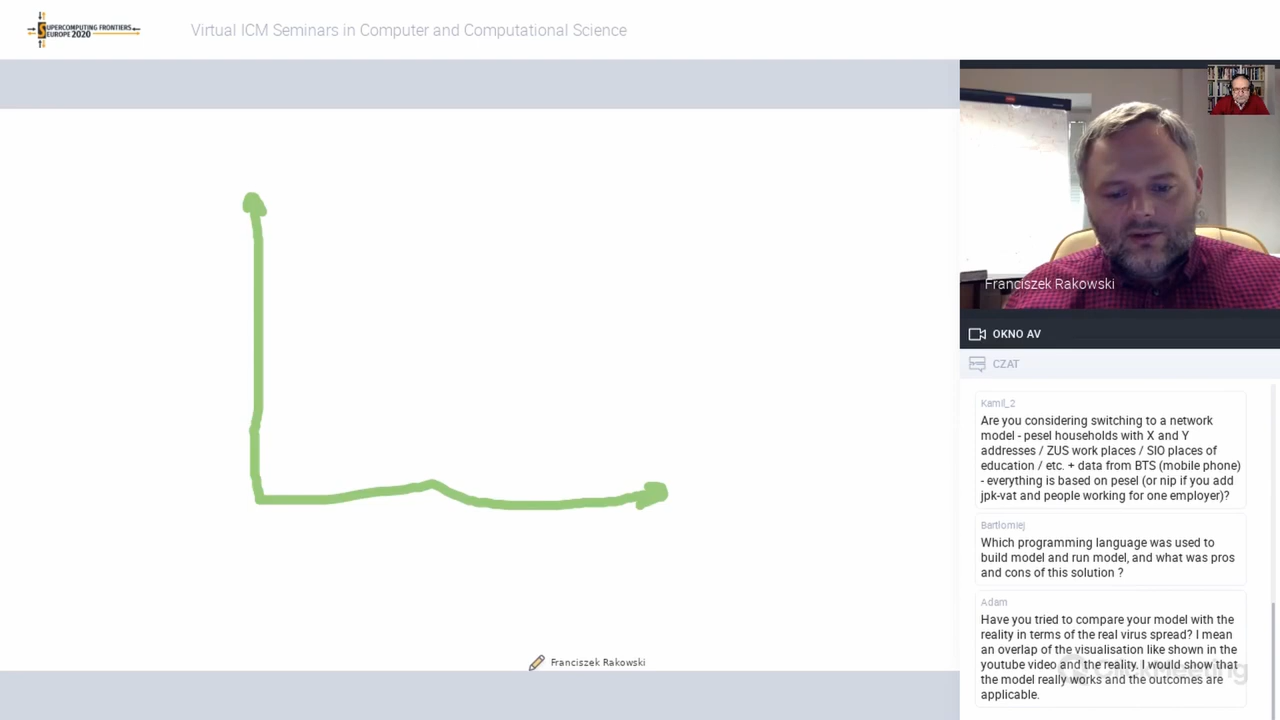 SUPERCOMPUTING FRONTIERS
EUROPE 2020
Virtual ICM Seminars in Computer and Computational Science
Franciszek Rakowski
OKNO AV
CZAT
Kamil_2
Are you considering switching to a network
model - pesel households with X and Y
addresses / ZUS work places / SIO places of
education / etc. + data from BTS (mobile phone)
- everything is based on pesel (or nip if you add
jpk-vat and people working for one employer)?
Bartłomiej
Which programming language was used to
build model and run model, and what was pros
and cons of this solution ?
Adam
Have you tried to compare your model with the
reality in terms of the real virus spread? I mean
an overlap of the visualisation like shown in the
youtube video and the reality. I would show that
the model really works and the outcomes are
applicable.
ClickMeeting
Franciszek Rakowski